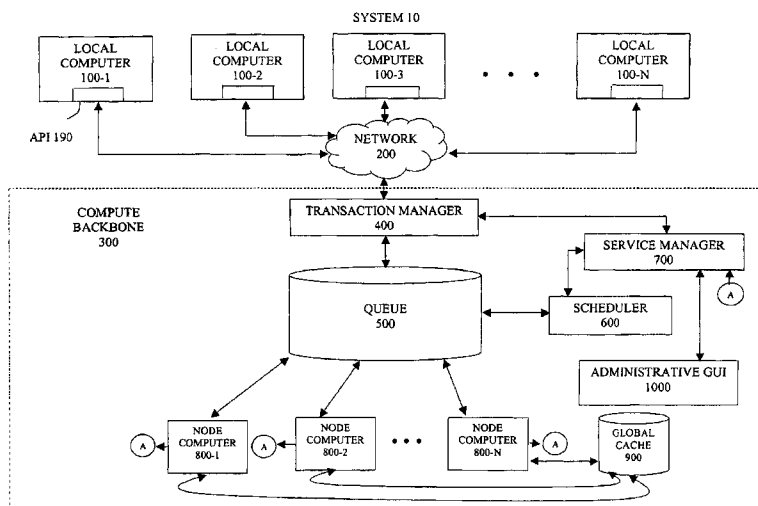 SYSTEM 10
LOCAL
COMPUTER
100-1
LOCAL
COMPUTER
100-2
LOCAL
COMPUTER
100-3
LOCAL
COMPUTER
100-N
API 190
NETWORK
200
COMPUTE
BACKBONE
300
TRANSACTION MANAGER
400
SERVICE MANAGER
700
A
QUEUE
500
SCHEDULER
600
ADMINISTRATIVE GUI
1000
A
NODE
COMPUTER
800-1
A
NODE
COMPUTER
800-2
NODE
COMPUTER
800-N
A
GLOBAL
CACHE
900